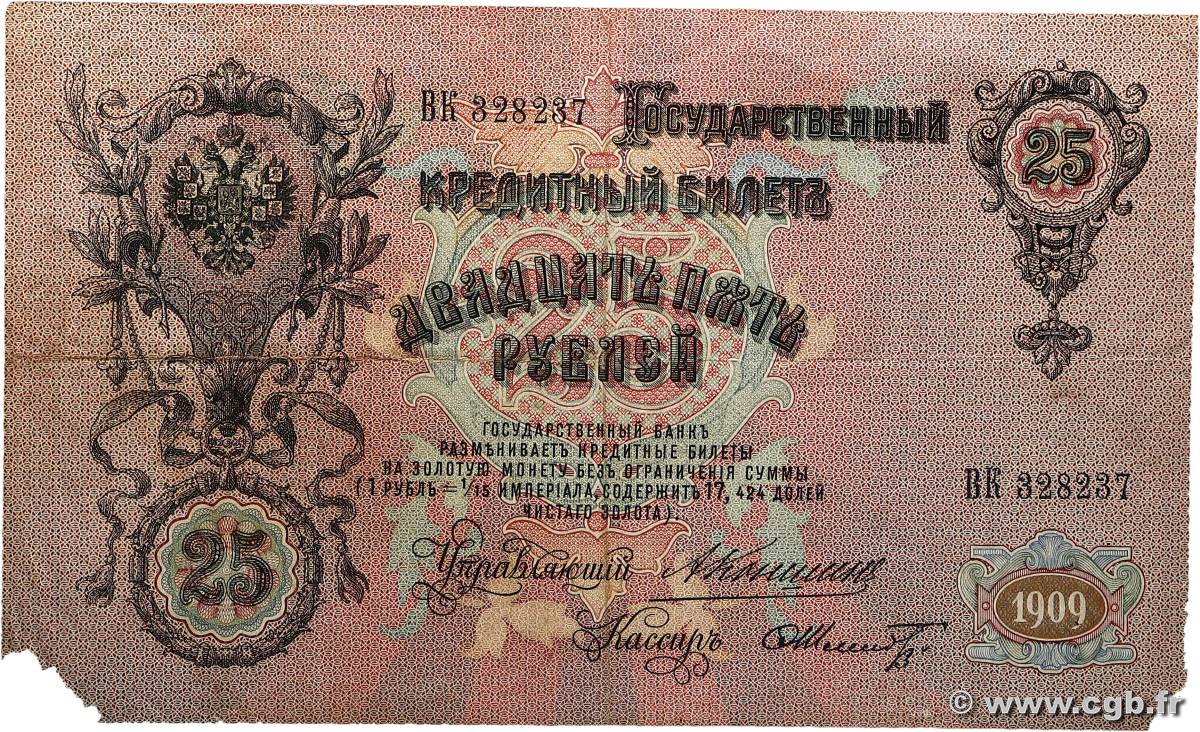 ВК 328237 Государственный
25
Кредитный Билетъ
25
Двадцать пять
рублей
Государственный банкъ
размѣниваетъ кредитные билеты
на золотую монету безъ ограниченія суммы
(1 рубль = 1/15 имперіала, содержитъ 17, 424 долей
чистаго золота).
ВК 328237
25
Управляющій
1909
Кассиръ
© www.cgb.fr